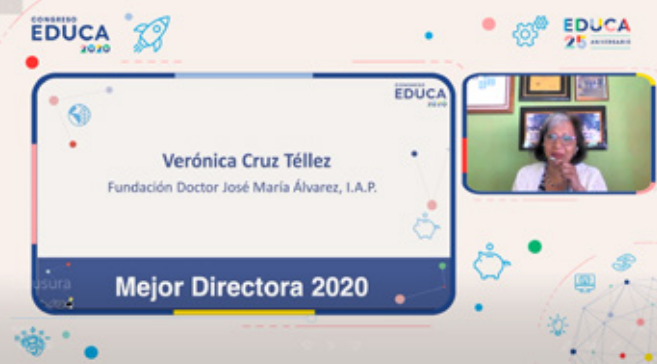 CONGRESO
EDUCA
2020
EDUCA
25 ANIVERSARIO
CONGRESO
EDUCA
2020
Verónica Cruz Téllez
Fundación Doctor José María Álvarez, I.A.P.
Mejor Directora 2020